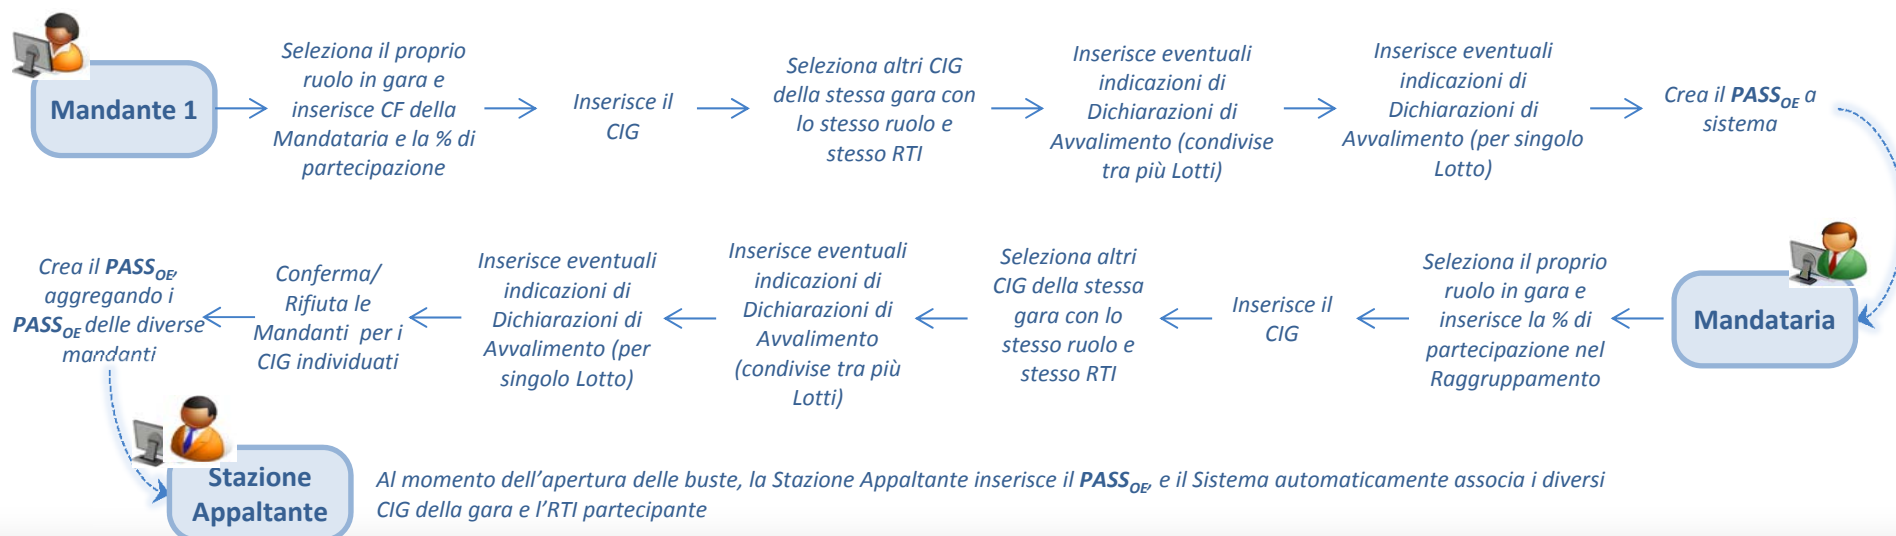 Mandante 1
Seleziona il proprio
ruolo in gara e
inserisce CF della
Mandataria e la % di
partecipazione
Inserisce il
CIG
Seleziona altri CIG
della stessa gara con
lo stesso ruolo e
stesso RTI
Inserisce eventuali
indicazioni di
Dichiarazioni di
Avvalimento (condivise
tra più Lotti)
Inserisce eventuali
indicazioni di
Dichiarazioni di
Avvalimento (per singolo
Lotto)
Crea il PASSOE a
sistema
Mandataria
Seleziona il proprio
ruolo in gara e
inserisce la % di
partecipazione nel
Raggruppamento
Inserisce il
CIG
Seleziona altri
CIG della stessa
gara con lo
stesso ruolo e
stesso RTI
Inserisce eventuali
indicazioni di
Dichiarazioni di
Avvalimento
(condivise tra più
Lotti)
Inserisce eventuali
indicazioni di
Dichiarazioni di
Avvalimento (per
singolo Lotto)
Conferma/
Rifiuta le
Mandanti per i
CIG individuati
Crea il PASSOE,
aggregando i
PASSOE delle diverse
mandanti
Stazione
Appaltante
Al momento dell'apertura delle buste, la Stazione Appaltante inserisce il PASSOE, e il Sistema automaticamente associa i diversi
CIG della gara e l'RTI partecipante